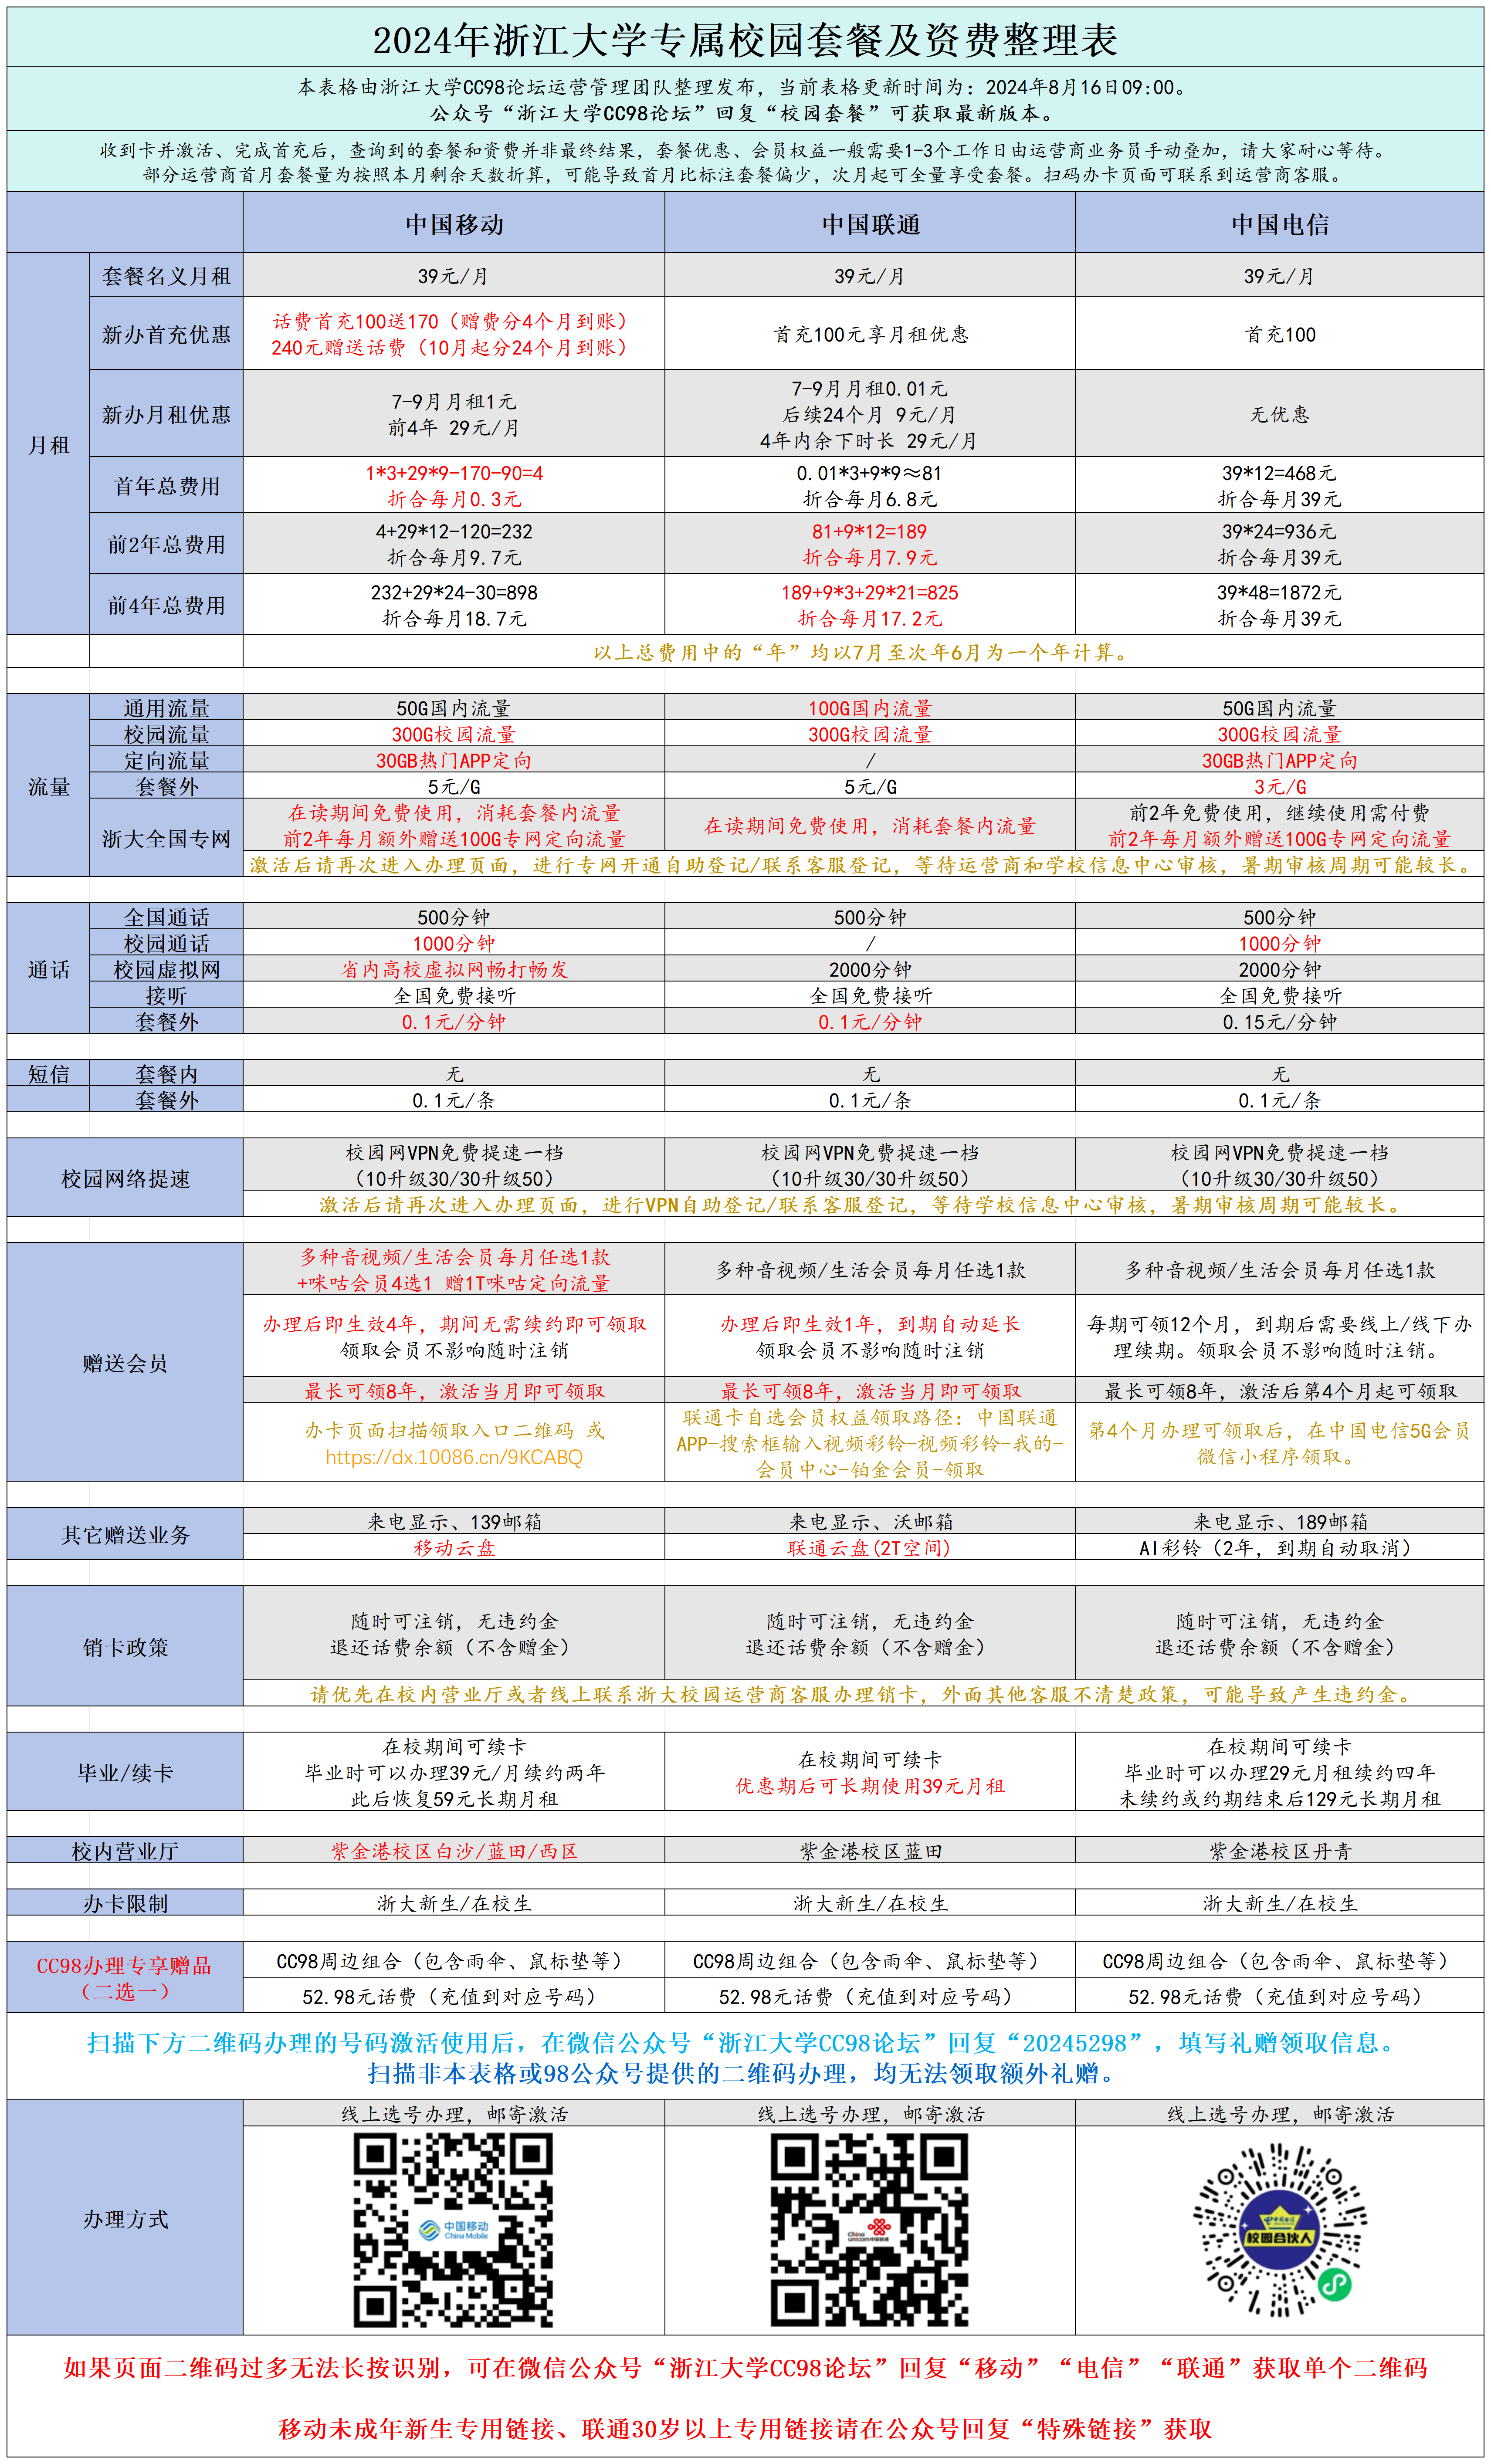 2024年浙江大学专属校园套餐及资费整理表
本表格由浙江大学CC98论坛运营管理团队整理发布，当前表格更新时间为：2024年8月16日09:00。
公众号“浙江大学CC98论坛”回复“校园套餐”可获取最新版本。
收到卡并激活、完成首充后，查询到的套餐和资费并非最终结果，套餐优惠、会员权益一般需要1-3个工作日由运营商业务员手动叠加，请大家耐心等待。
部分运营商首月套餐量为按照本月剩余天数折算，可能导致首月比标注套餐偏少，次月起可全量享受套餐。扫码办卡页面可联系到运营商客服。
中国移动 中国联通 中国电信
月租
套餐名义月租 39元/月 39元/月 39元/月
新办首充优惠
话费首充100送170（赠费分4个月到账）
240元赠送话费（10月起分24个月到账）
首充100元享月租优惠
首充100
新办月租优惠
7-9月月租1元
前4年 29元/月
7-9月月租0.01元
后续24个月 9元/月
4年内余下时长 29元/月
无优惠
首年总费用
1*3+29*9-170-90=4
折合每月0.3元
0.01*3+9*9≈81
折合每月6.8元
39*12=468元
折合每月39元
前2年总费用
4+29*12-120=232
折合每月9.7元
81+9*12=189
折合每月7.9元
39*24=936元
折合每月39元
前4年总费用
232+29*24-30=898
折合每月18.7元
189+9*3+29*21=825
折合每月17.2元
39*48=1872元
折合每月39元
以上总费用中的“年”均以7月至次年6月为一个年计算。
流量
通用流量 50G国内流量 100G国内流量 50G国内流量
校园流量 300G校园流量 300G校园流量 300G校园流量
定向流量 30GB热门APP定向 / 30GB热门APP定向
套餐外 5元/G 5元/G 3元/G
浙大全国专网
在读期间免费使用，消耗套餐内流量
前2年每月额外赠送100G专网定向流量
在读期间免费使用，消耗套餐内流量
前2年免费使用，继续使用需付费
前2年每月额外赠送100G专网定向流量
激活后请再次进入办理页面，进行专网开通自助登记/联系客服登记，等待运营商和学校信息中心审核，暑期审核周期可能较长。
通话
全国通话 500分钟 500分钟 500分钟
校园通话 1000分钟 / 1000分钟
校园虚拟网 省内高校虚拟网畅打畅发 2000分钟 2000分钟
接听 全国免费接听 全国免费接听 全国免费接听
套餐外 0.1元/分钟 0.1元/分钟 0.15元/分钟
短信 套餐内 无 无 无
套餐外 0.1元/条 0.1元/条 0.1元/条
校园网络提速
校园网VPN免费提速一档
（10升级30/30升级50）
校园网VPN免费提速一档
（10升级30/30升级50）
校园网VPN免费提速一档
（10升级30/30升级50）
激活后请再次进入办理页面，进行VPN自助登记/联系客服登记，等待学校信息中心审核，暑期审核周期可能较长。
赠送会员
多种音视频/生活会员每月任选1款
+咪咕会员4选1 赠1T咪咕定向流量
多种音视频/生活会员每月任选1款
多种音视频/生活会员每月任选1款
办理后即生效4年，期间无需续约即可领取
领取会员不影响随时注销
办理后即生效1年，到期自动延长
领取会员不影响随时注销
每期可领12个月，到期后需要线上/线下办
理续期。领取会员不影响随时注销。
最长可领8年，激活当月即可领取 最长可领8年，激活当月即可领取 最长可领8年，激活后第4个月起可领取
办卡页面扫描领取入口二维码 或
https://dx.10086.cn/9KCABQ
联通卡自选会员权益领取路径：中国联通
APP-搜索框输入视频彩铃-视频彩铃-我的-
会员中心-铂金会员-领取
第4个月办理可领取后，在中国电信5G会员
微信小程序领取。
其它赠送业务
来电显示、139邮箱 来电显示、沃邮箱 来电显示、189邮箱
移动云盘 联通云盘(2T空间) AI彩铃（2年，到期自动取消）
销卡政策
随时可注销，无违约金
退还话费余额（不含赠金）
随时可注销，无违约金
退还话费余额（不含赠金）
随时可注销，无违约金
退还话费余额（不含赠金）
请优先在校内营业厅或者线上联系浙大校园运营商客服办理销卡，外面其他客服不清楚政策，可能导致产生违约金。
毕业/续卡
在校期间可续卡
毕业时可以办理39元/月续约两年
此后恢复59元长期月租
在校期间可续卡
优惠期后可长期使用39元月租
在校期间可续卡
毕业时可以办理29元月租续约四年
未续约或约期结束后129元长期月租
校内营业厅 紫金港校区白沙/蓝田/西区 紫金港校区蓝田 紫金港校区丹青
办卡限制 浙大新生/在校生 浙大新生/在校生 浙大新生/在校生
CC98办理专享赠品
（二选一）
CC98周边组合（包含雨伞、鼠标垫等） CC98周边组合（包含雨伞、鼠标垫等） CC98周边组合（包含雨伞、鼠标垫等）
52.98元话费（充值到对应号码） 52.98元话费（充值到对应号码） 52.98元话费（充值到对应号码）
扫描下方二维码办理的号码激活使用后，在微信公众号“浙江大学CC98论坛”回复“20245298”，填写礼赠领取信息。
扫描非本表格或98公众号提供的二维码办理，均无法领取额外礼赠。
办理方式
线上选号办理，邮寄激活 线上选号办理，邮寄激活 线上选号办理，邮寄激活
中国移动
China Mobile
China
unicom中国联通
中国电信
校园合伙人
如果页面二维码过多无法长按识别，可在微信公众号“浙江大学CC98论坛”回复“移动”“电信”“联通”获取单个二维码
移动未成年新生专用链接、联通30岁以上专用链接请在公众号回复“特殊链接”获取